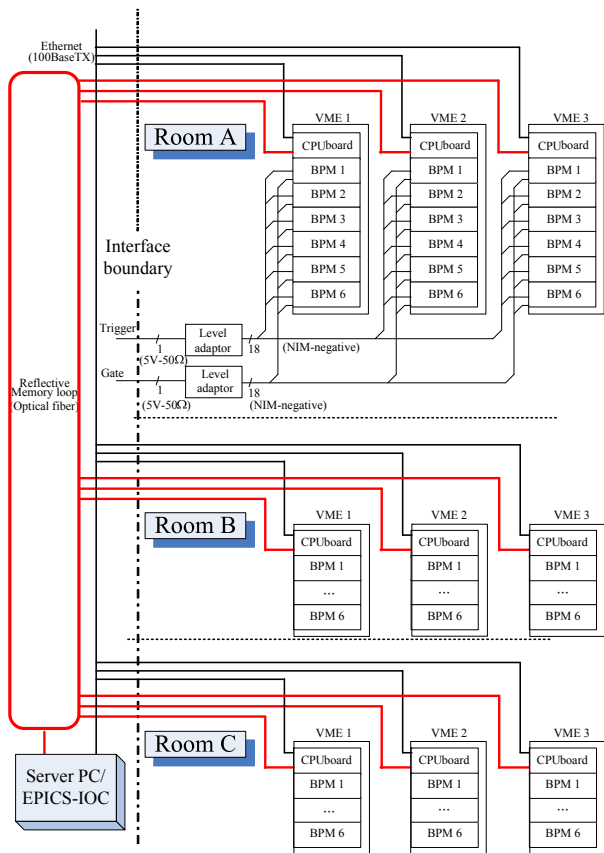 Ethernet
(100BaseTX)
VME 1
VME 2
VME 3
Room A
CPUboard
CPUboard
CPUboard
BPM 1
BPM 1
BPM 1
BPM 2
BPM 2
BPM 2
BPM 3
BPM 3
BPM 3
BPM 4
BPM 4
BPM 4
BPM 5
BPM 5
BPM 5
BPM 6
BPM 6
BPM 6
Interface
boundary
Trigger
1
(5V-50Ω)
Level
adaptor
18
(NIM-negative)
Gate
1
(5V-50Ω)
Level
adaptor
18
(NIM-negative)
Reflective
Memory loop
(Optical fiber)
Room B
VME 1
VME 2
VME 3
CPUboard
CPUboard
CPUboard
BPM 1
BPM 1
BPM 1
...
...
...
BPM 6
BPM 6
BPM 6
Room C
VME 1
VME 2
VME 3
CPUboard
CPUboard
CPUboard
BPM 1
BPM 1
BPM 1
...
...
...
BPM 6
BPM 6
BPM 6
Server PC/
EPICS-IOC